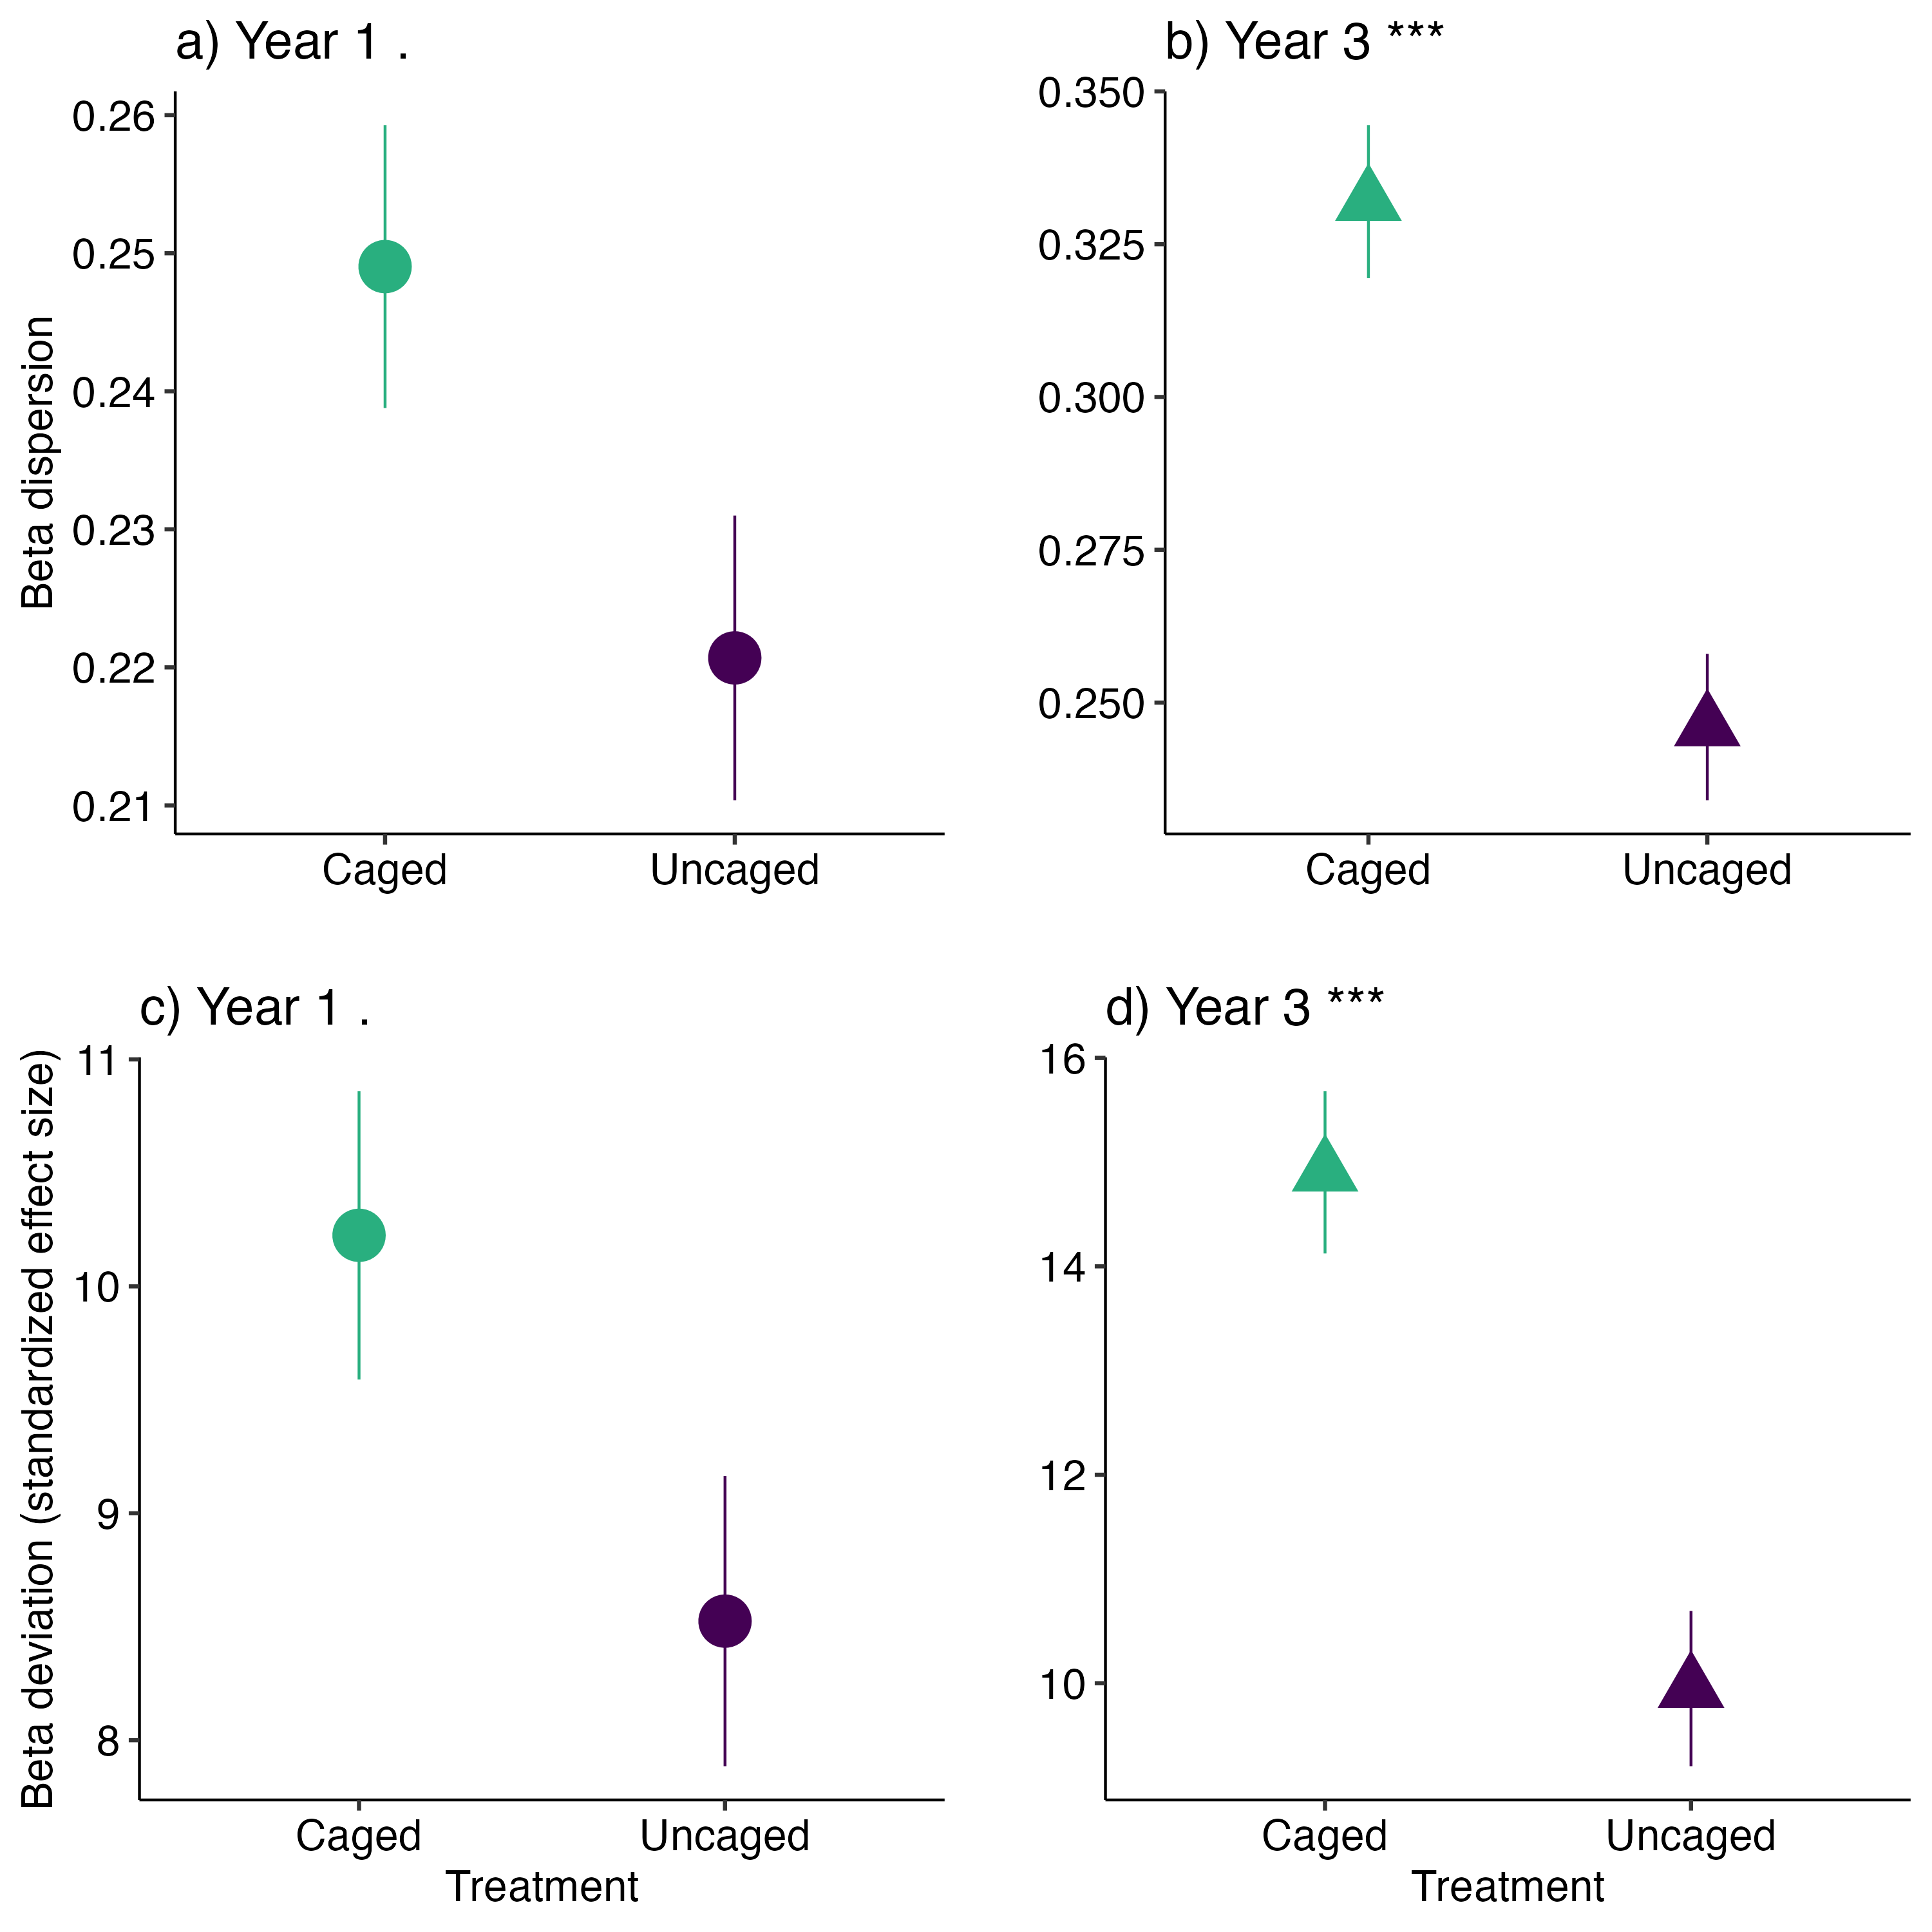 a) Year 1 .
Beta dispersion
0.26
0.25
0.24
0.23
0.22
0.21
Caged
Uncaged
b) Year 3 ***
0.350
0.325
0.300
0.275
0.250
Caged
Uncaged
c) Year 1 .
Beta deviation (standardized effect size)
11
10
9
8
Caged
Uncaged
Treatment
d) Year 3 ***
16
14
12
10
Caged
Uncaged
Treatment